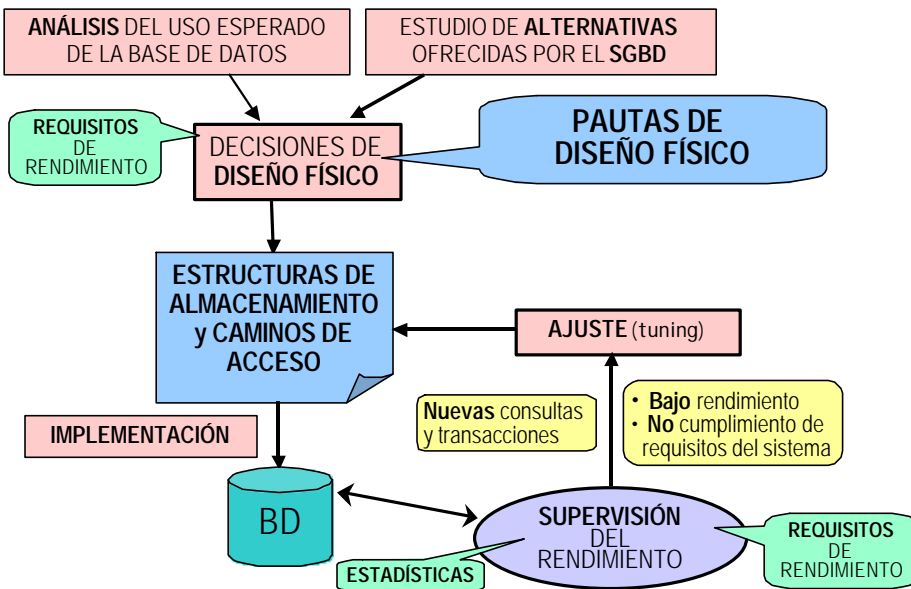 ANÁLISIS DEL USO ESPERADO
DE LA BASE DE DATOS
ESTUDIO DE ALTERNATIVAS
OFRECIDAS POR EL SGBD
REQUISITOS
DE
RENDIMIENTO
DECISIONES DE
DISEÑO FÍSICO
PAUTAS DE
DISEÑO FÍSICO
ESTRUCTURAS DE
ALMACENAMIENTO
y CAMINOS DE
ACCESO
AJUSTE (tuning)
Nuevas consultas
y transacciones
• Bajo rendimiento
• No cumplimiento de
requisitos del sistema
IMPLEMENTACIÓN
BD
SUPERVISIÓN
DEL
RENDIMIENTO
ESTADÍSTICAS
REQUISITOS
DE
RENDIMIENTO